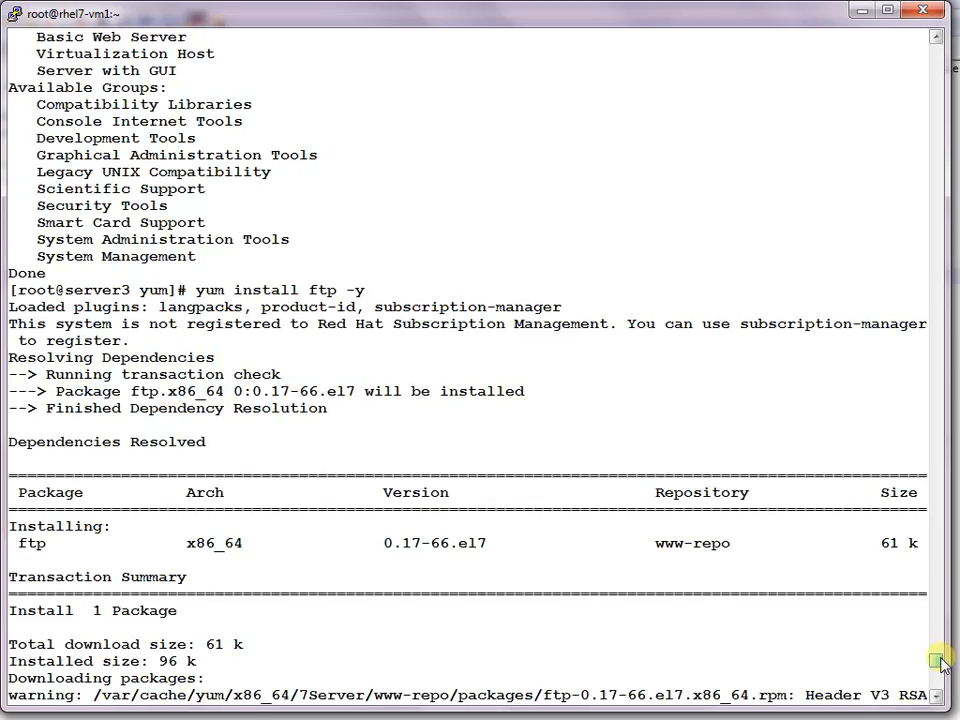 root@rhel7-vm1:~
Basic Web Server
Virtualization Host
Server with GUI
Available Groups:
Compatibility Libraries
Console Internet Tools
Development Tools
Graphical Administration Tools
Legacy UNIX Compatibility
Scientific Support
Security Tools
Smart Card Support
System Administration Tools
System Management
Done
[root@server3 yum]# yum install ftp -y
Loaded plugins: langpacks, product-id, subscription-manager
This system is not registered to Red Hat Subscription Management. You can use subscription-manager
to register.
Resolving Dependencies
--> Running transaction check
---> Package ftp.x86_64 0:0.17-66.el7 will be installed
--> Finished Dependency Resolution
Dependencies Resolved
================================================================================
Package Arch Version Repository Size
================================================================================
Installing:
ftp x86_64 0.17-66.el7 www-repo 61 k
Transaction Summary
================================================================================
Install 1 Package
Total download size: 61 k
Installed size: 96 k
Downloading packages:
warning: /var/cache/yum/x86_64/7Server/www-repo/packages/ftp-0.17-66.el7.x86_64.rpm: Header V3 RSA